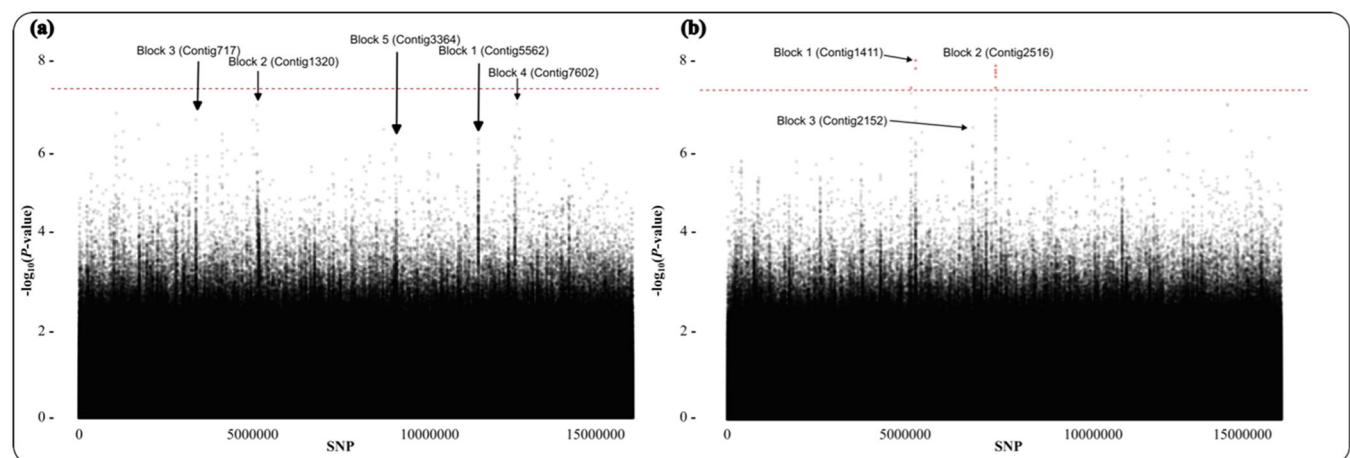 (a)
Block 3 (Contig717)
Block 2 (Contig1320)
Block 5 (Contig3364)
Block 1 (Contig5562)
Block 4 (Contig7602)
8 -
6 -
4 -
2 -
0 -
-log10(P-value)
0 5000000 10000000 15000000
SNP
(b)
Block 1 (Contig1411)
Block 2 (Contig2516)
Block 3 (Contig2152)
8 -
6 -
4 -
2 -
0 -
-log10(P-value)
0 5000000 10000000 15000000
SNP